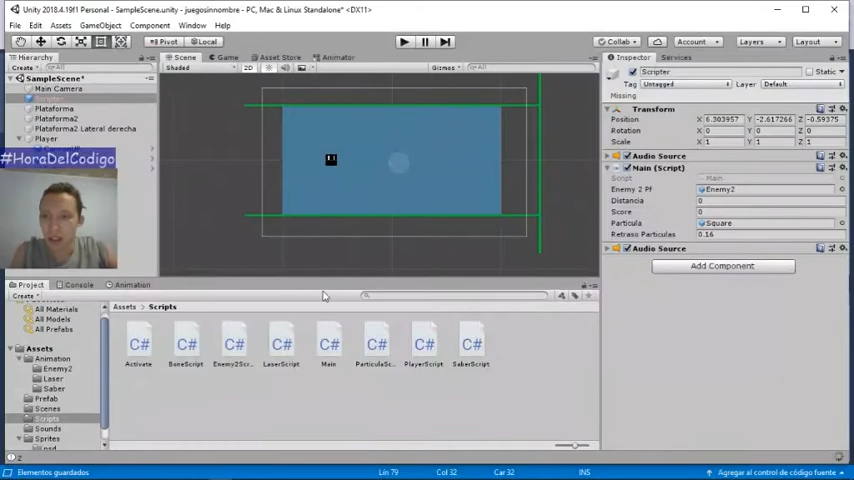 Unity 2018.4.19f1 Personal - SampleScene.unity - juegosinnombre - PC, Mac & Linux Standalone* <DX11>
File Edit Assets GameObject Component Window Help
Pivot Local Collab Account Layers Layout
Hierarchy Scene Game Asset Store Animator Inspector Services
Create All Shaded 2D Gizmos All Scripter Static
SampleScene* Tag Untagged Layer Default
Main Camera Missing
Scripter Transform
Plataforma Position X 6.303957 Y -2.617266 Z -0.59375
Plataforma2 Rotation X 0 Y 0 Z 0
Plataforma2 Lateral derecha Scale X 1 Y 1 Z 1
Player Audio Source
#HoraDelCodigo Main (Script)
Script Main
Enemy 2 Pf Enemy2
Distancia 0
Score 0
Particula Square
Retraso Particulas 0.16
Audio Source
Add Component
Project Console Animation
Create
All Materials Assets > Scripts
All Models
All Prefabs
Assets
Animation
Enemy2
Laser
Saber
Prefab
Scenes
Scripts
Sounds
Sprites
psd
C# C# C# C# C# C# C# C#
Activate BoneScript Enemy2Scr... LaserScript Main ParticulaSc... PlayerScript SaberScript
z
Elementos guardados Lín 79 Col 32 Car 32 INS Agregar al control de código fuente